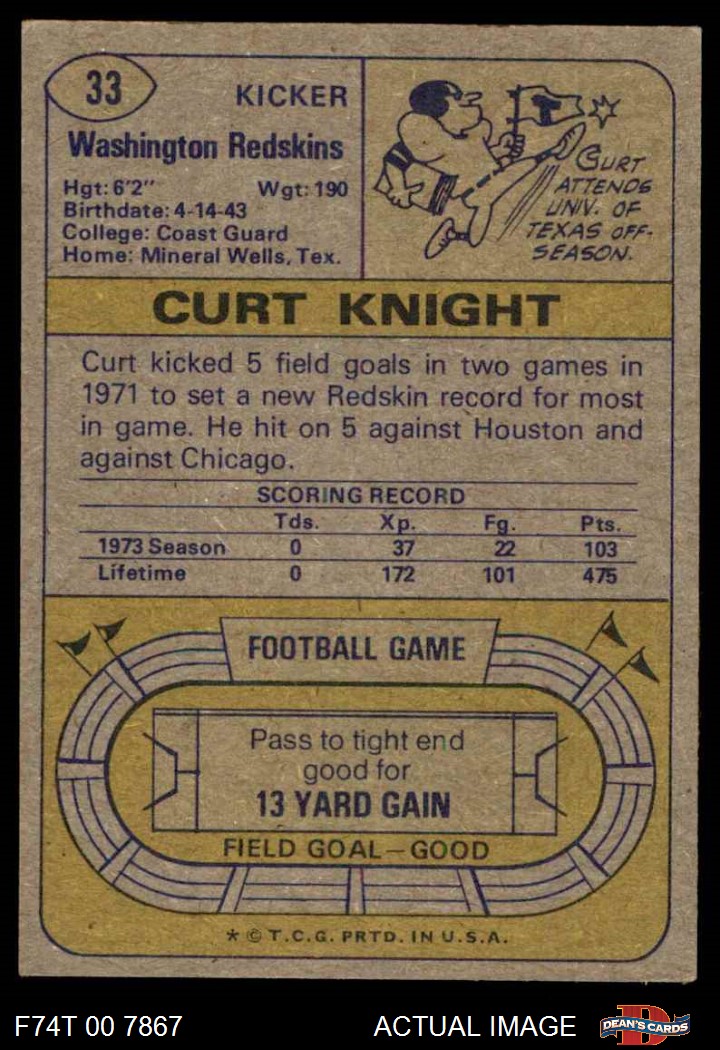 33
KICKER
Washington Redskins
Hgt: 6'2" Wgt: 190
Birthdate: 4-14-43
College: Coast Guard
Home: Mineral Wells, Tex.
CURT
ATTENDS
UNIV. OF
TEXAS OFF-
SEASON.
CURT KNIGHT
Curt kicked 5 field goals in two games in
1971 to set a new Redskin record for most
in game. He hit on 5 against Houston and
against Chicago.
SCORING RECORD
Tds. Xp. Fg. Pts.
1973 Season 0 37 22 103
Lifetime 0 172 101 475
FOOTBALL GAME
Pass to tight end
good for
13 YARD GAIN
FIELD GOAL—GOOD
* © T.C.G. PRTD. IN U.S.A.
F74T 00 7867 ACTUAL IMAGE
D
DEAN'S CARDS